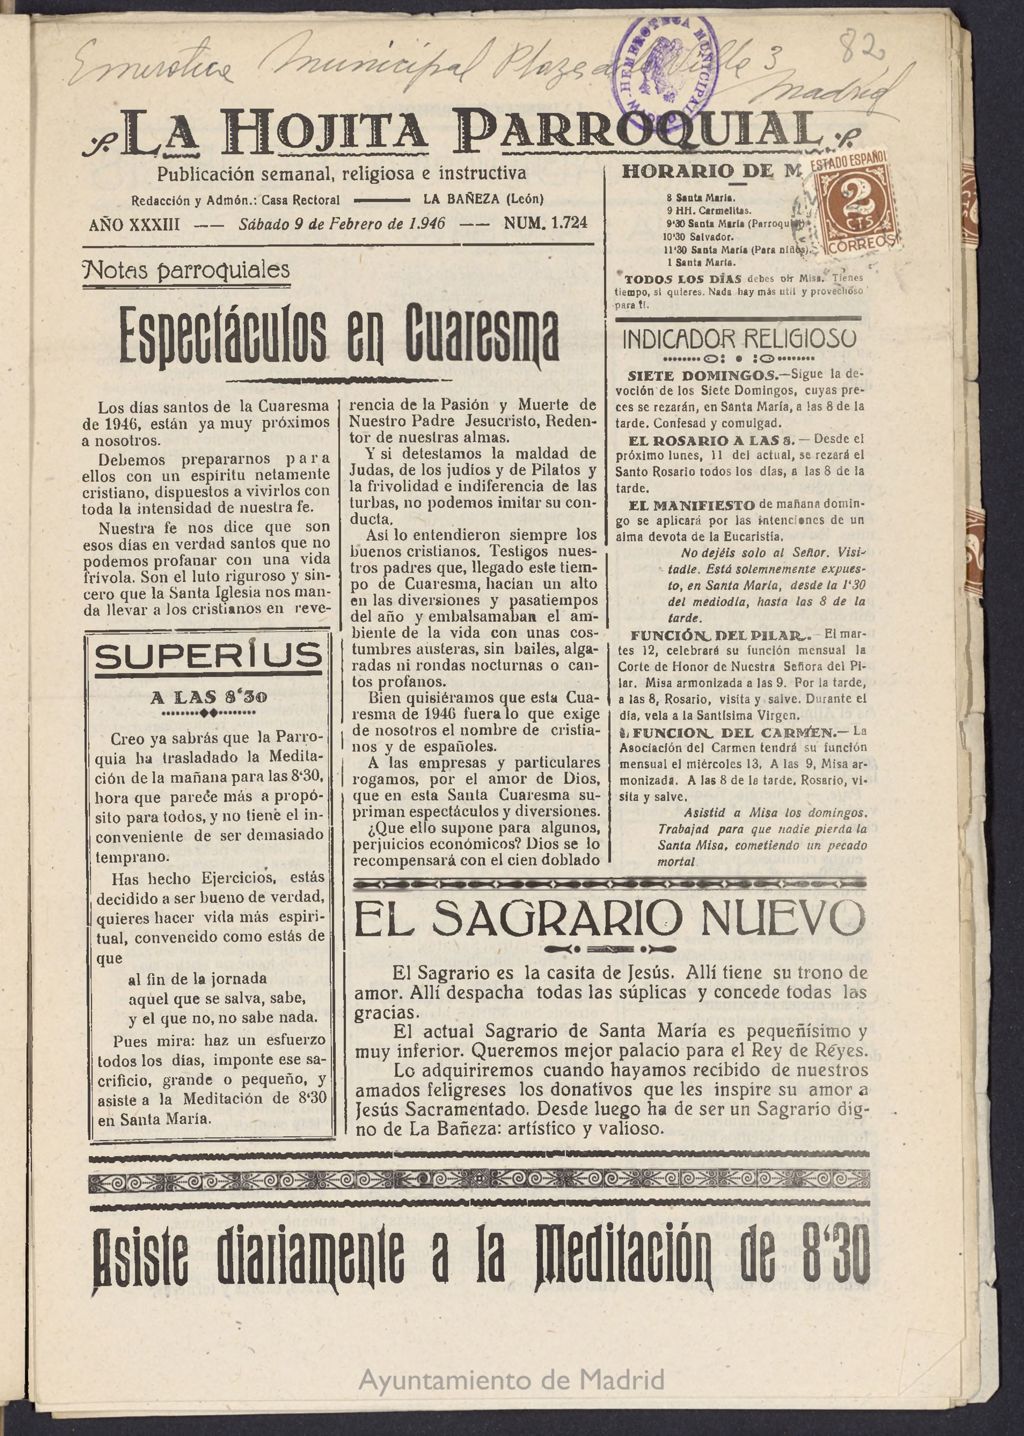 Emeroteca Municipal Plaza de la Villa 3
Madrid
82
HEMEROTECA MUNICIPAL
LA HOJITA PARROQUIAL
Publicación semanal, religiosa e instructiva
Redacción y Admón.: Casa Rectoral —— LA BAÑEZA (León)
AÑO XXXIII —— Sábado 9 de Febrero de 1.946 —— NUM. 1.724
Notas parroquiales
Espectáculos en Cuaresma
Los días santos de la Cuaresma
de 1946, están ya muy próximos
a nosotros.
Debemos prepararnos para
ellos con un espíritu netamente
cristiano, dispuestos a vivirlos con
toda la intensidad de nuestra fe.
Nuestra fe nos dice que son
esos días en verdad santos que no
podemos profanar con una vida
frívola. Son el luto riguroso y sin-
cero que la Santa Iglesia nos man-
da llevar a los cristianos en reve-
rencia de la Pasión y Muerte de
Nuestro Padre Jesucristo, Reden-
tor de nuestras almas.
Y si detestamos la maldad de
Judas, de los judíos y de Pilatos y
la frivolidad e indiferencia de las
turbas, no podemos imitar su con-
ducta.
Así lo entendieron siempre los
buenos cristianos. Testigos nues-
tros padres que, llegado este tiem-
po de Cuaresma, hacían un alto
en las diversiones y pasatiempos
del año y embalsamaban el am-
biente de la vida con unas cos-
tumbres austeras, sin bailes, alga-
radas ni rondas nocturnas o can-
tos profanos.
Bien quisiéramos que esta Cua-
resma de 1946 fuera lo que exige
de nosotros el nombre de cristia-
nos y de españoles.
A las empresas y particulares
rogamos, por el amor de Dios,
que en esta Santa Cuaresma su-
priman espectáculos y diversiones.
¿Que ello supone para algunos,
perjuicios económicos? Dios se lo
recompensará con el cien doblado
SUPERIUS
A LAS 8'30
Creo ya sabrás que la Parro-
quia ha trasladado la Medita-
ción de la mañana para las 8'30,
hora que parece más a propó-
sito para todos, y no tiene el in-
conveniente de ser demasiado
temprano.
Has hecho Ejercicios, estás
decidido a ser bueno de verdad,
quieres hacer vida más espiri-
tual, convencido como estás de
que
al fin de la jornada
aquel que se salva, sabe,
y el que no, no sabe nada.
Pues mira: haz un esfuerzo
todos los días, imponte ese sa-
crificio, grande o pequeño, y
asiste a la Meditación de 8'30
en Santa María.
HORARIO DE M
ESTADO ESPAÑOL
2
CTS
CORREOS
8 Santa María.
9 HH. Carmelitas.
9'30 Santa María (Parroqu
10'30 Salvador.
11'30 Santa María (Para niños).
1 Santa María.
TODOS LOS DÍAS debes oír Misa. Tienes
tiempo, si quieres. Nada hay más util y provechoso
para ti.
INDICADOR RELIGIOSO
SIETE DOMINGOS.—Sigue la de-
voción de los Siete Domingos, cuyas pre-
ces se rezarán, en Santa María, a las 8 de la
tarde. Confesad y comulgad.
EL ROSARIO A LAS 8. — Desde el
próximo lunes, 11 del actual, se rezará el
Santo Rosario todos los días, a las 8 de la
tarde.
EL MANIFIESTO de mañana domin-
go se aplicará por las intenciones de un
alma devota de la Eucaristía.
No dejéis solo al Señor. Visi-
tadle. Está solemnemente expues-
to, en Santa María, desde la 1'30
del mediodía, hasta las 8 de la
tarde.
FUNCIÓN DEL PILAR.- El mar-
tes 12, celebrará su función mensual la
Corte de Honor de Nuestra Señora del Pi-
lar. Misa armonizada a las 9. Por la tarde,
a las 8, Rosario, visita y salve. Durante el
día, vela a la Santísima Virgen.
FUNCION DEL CARMEN.— La
Asociación del Carmen tendrá su función
mensual el miércoles 13. A las 9, Misa ar-
monizada. A las 8 de la tarde, Rosario, vi-
sita y salve.
Asistid a Misa los domingos.
Trabajad para que nadie pierda la
Santa Misa, cometiendo un pecado
mortal
EL SAGRARIO NUEVO
El Sagrario es la casita de Jesús. Allí tiene su trono de
amor. Allí despacha todas las súplicas y concede todas las
gracias.
El actual Sagrario de Santa María es pequeñísimo y
muy inferior. Queremos mejor palacio para el Rey de Reyes.
Lo adquiriremos cuando hayamos recibido de nuestros
amados feligreses los donativos que les inspire su amor a
Jesús Sacramentado. Desde luego ha de ser un Sagrario dig-
no de La Bañeza: artístico y valioso.
Asiste diariamente a la Meditación de 8'30
Ayuntamiento de Madrid